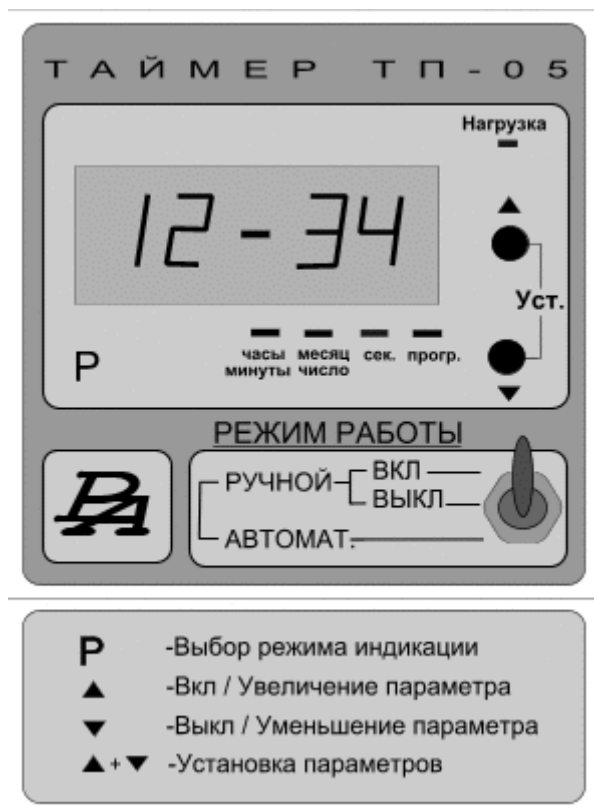 ТАЙМЕР ТП-05
Нагрузка
▲
12-34
Уст.
часы минуты
месяц число
сек.
прогр.
Р
▼
РЕЖИМ РАБОТЫ
РА
РУЧНОЙ
ВКЛ
ВЫКЛ
АВТОМАТ.
Р -Выбор режима индикации
▲ -Вкл / Увеличение параметра
▼ -Выкл / Уменьшение параметра
▲+▼ -Установка параметров